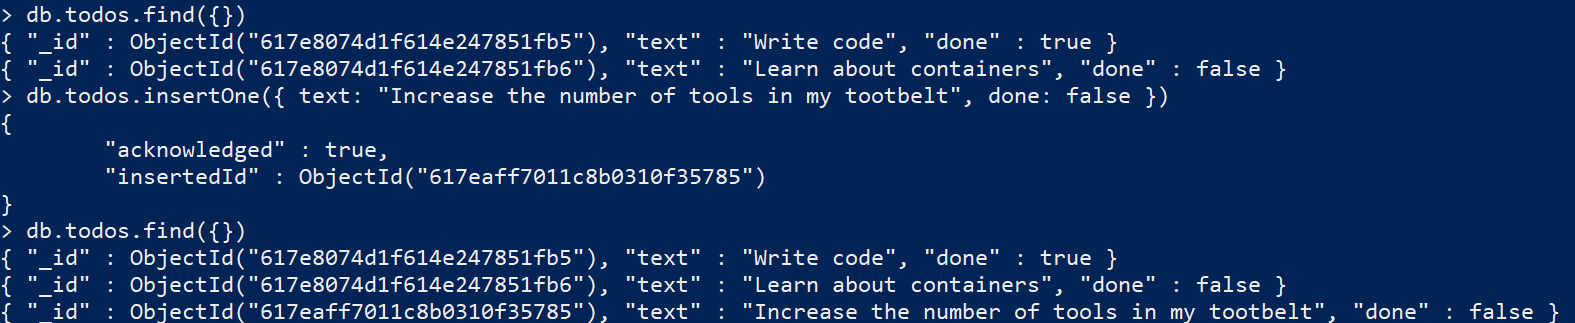 > db.todos.find({})
{ "_id" : ObjectId("617e8074d1f614e247851fb5"), "text" : "Write code", "done" : true }
{ "_id" : ObjectId("617e8074d1f614e247851fb6"), "text" : "Learn about containers", "done" : false }
> db.todos.insertOne({ text: "Increase the number of tools in my tootbelt", done: false })
{
        "acknowledged" : true,
        "insertedId" : ObjectId("617eaff7011c8b0310f35785")
}
> db.todos.find({})
{ "_id" : ObjectId("617e8074d1f614e247851fb5"), "text" : "Write code", "done" : true }
{ "_id" : ObjectId("617e8074d1f614e247851fb6"), "text" : "Learn about containers", "done" : false }
{ "_id" : ObjectId("617eaff7011c8b0310f35785"), "text" : "Increase the number of tools in my tootbelt", "done" : false }